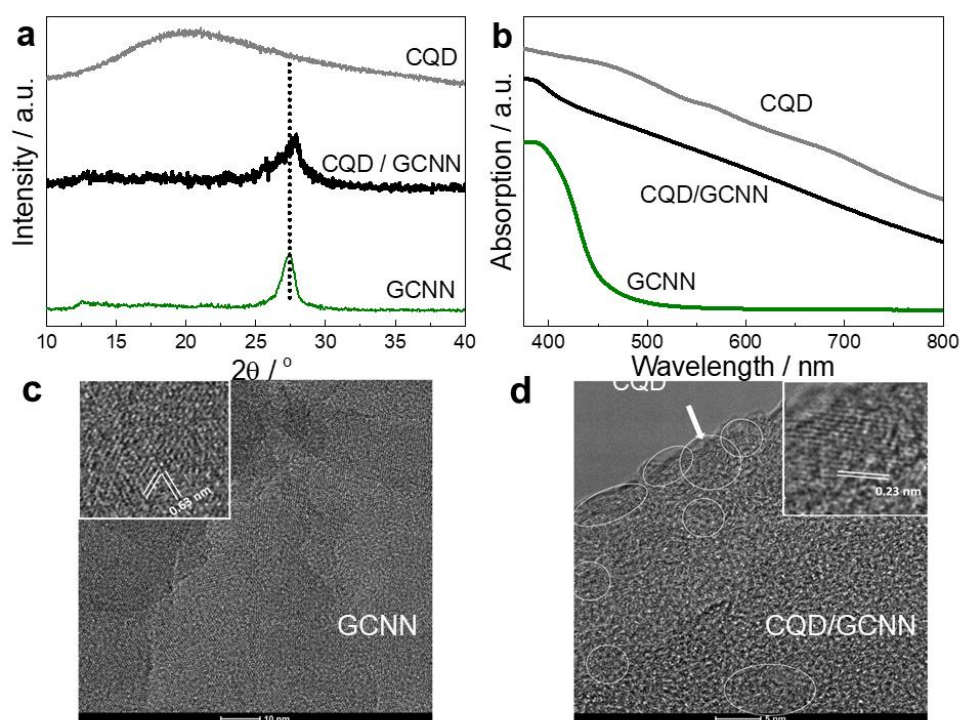 a
CQD
CQD / GCNN
GCNN
Intensity / a.u.
10 15 20 25 30 35 40
2θ / °
b
CQD
CQD/GCNN
GCNN
Absorption / a.u.
400 500 600 700 800
Wavelength / nm
c
0.63 nm
GCNN
10 nm
d
CQD
0.23 nm
CQD/GCNN
5 nm